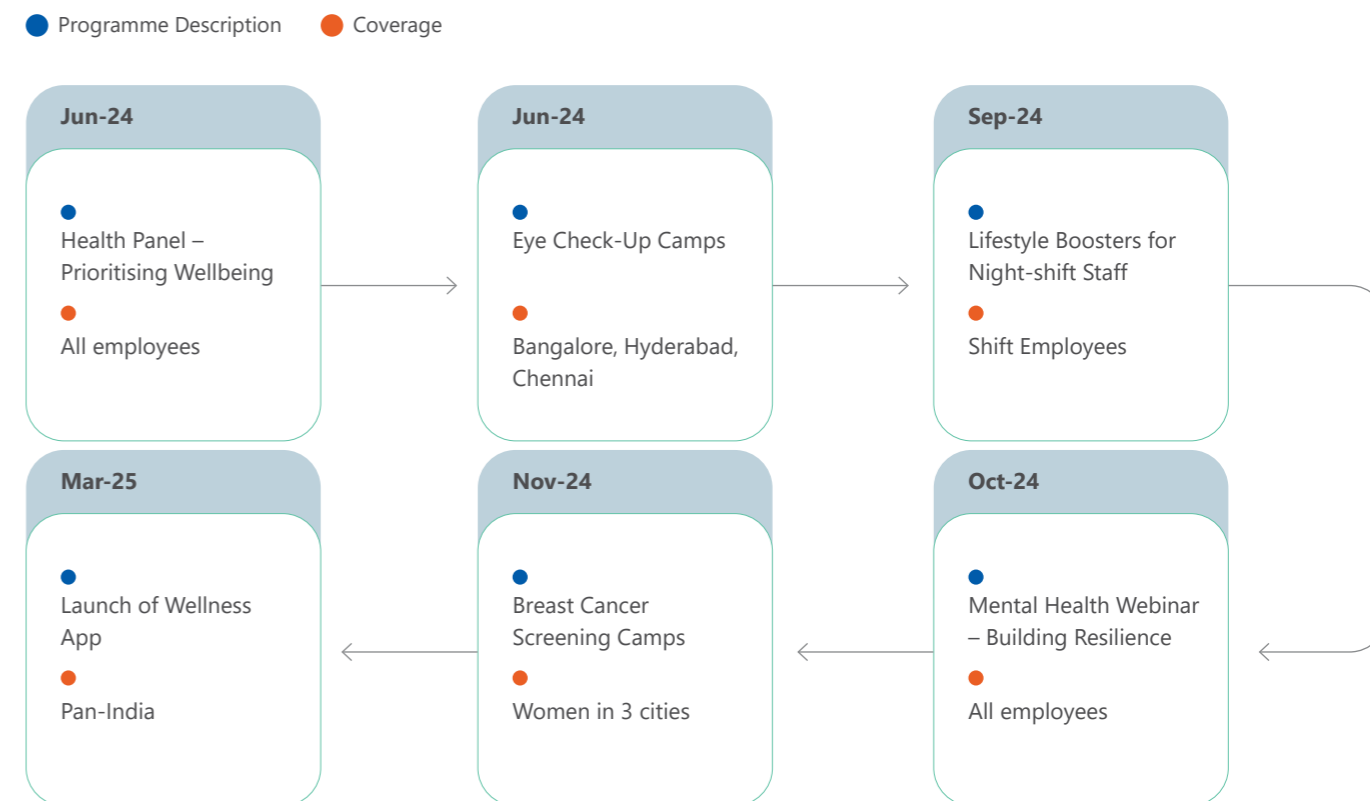 Programme Description
Coverage
Jun-24
Health Panel –
Prioritising Wellbeing
All employees
Jun-24
Eye Check-Up Camps
Bangalore, Hyderabad,
Chennai
Sep-24
Lifestyle Boosters for
Night-shift Staff
Shift Employees
Oct-24
Mental Health Webinar
– Building Resilience
All employees
Nov-24
Breast Cancer
Screening Camps
Women in 3 cities
Mar-25
Launch of Wellness
App
Pan-India